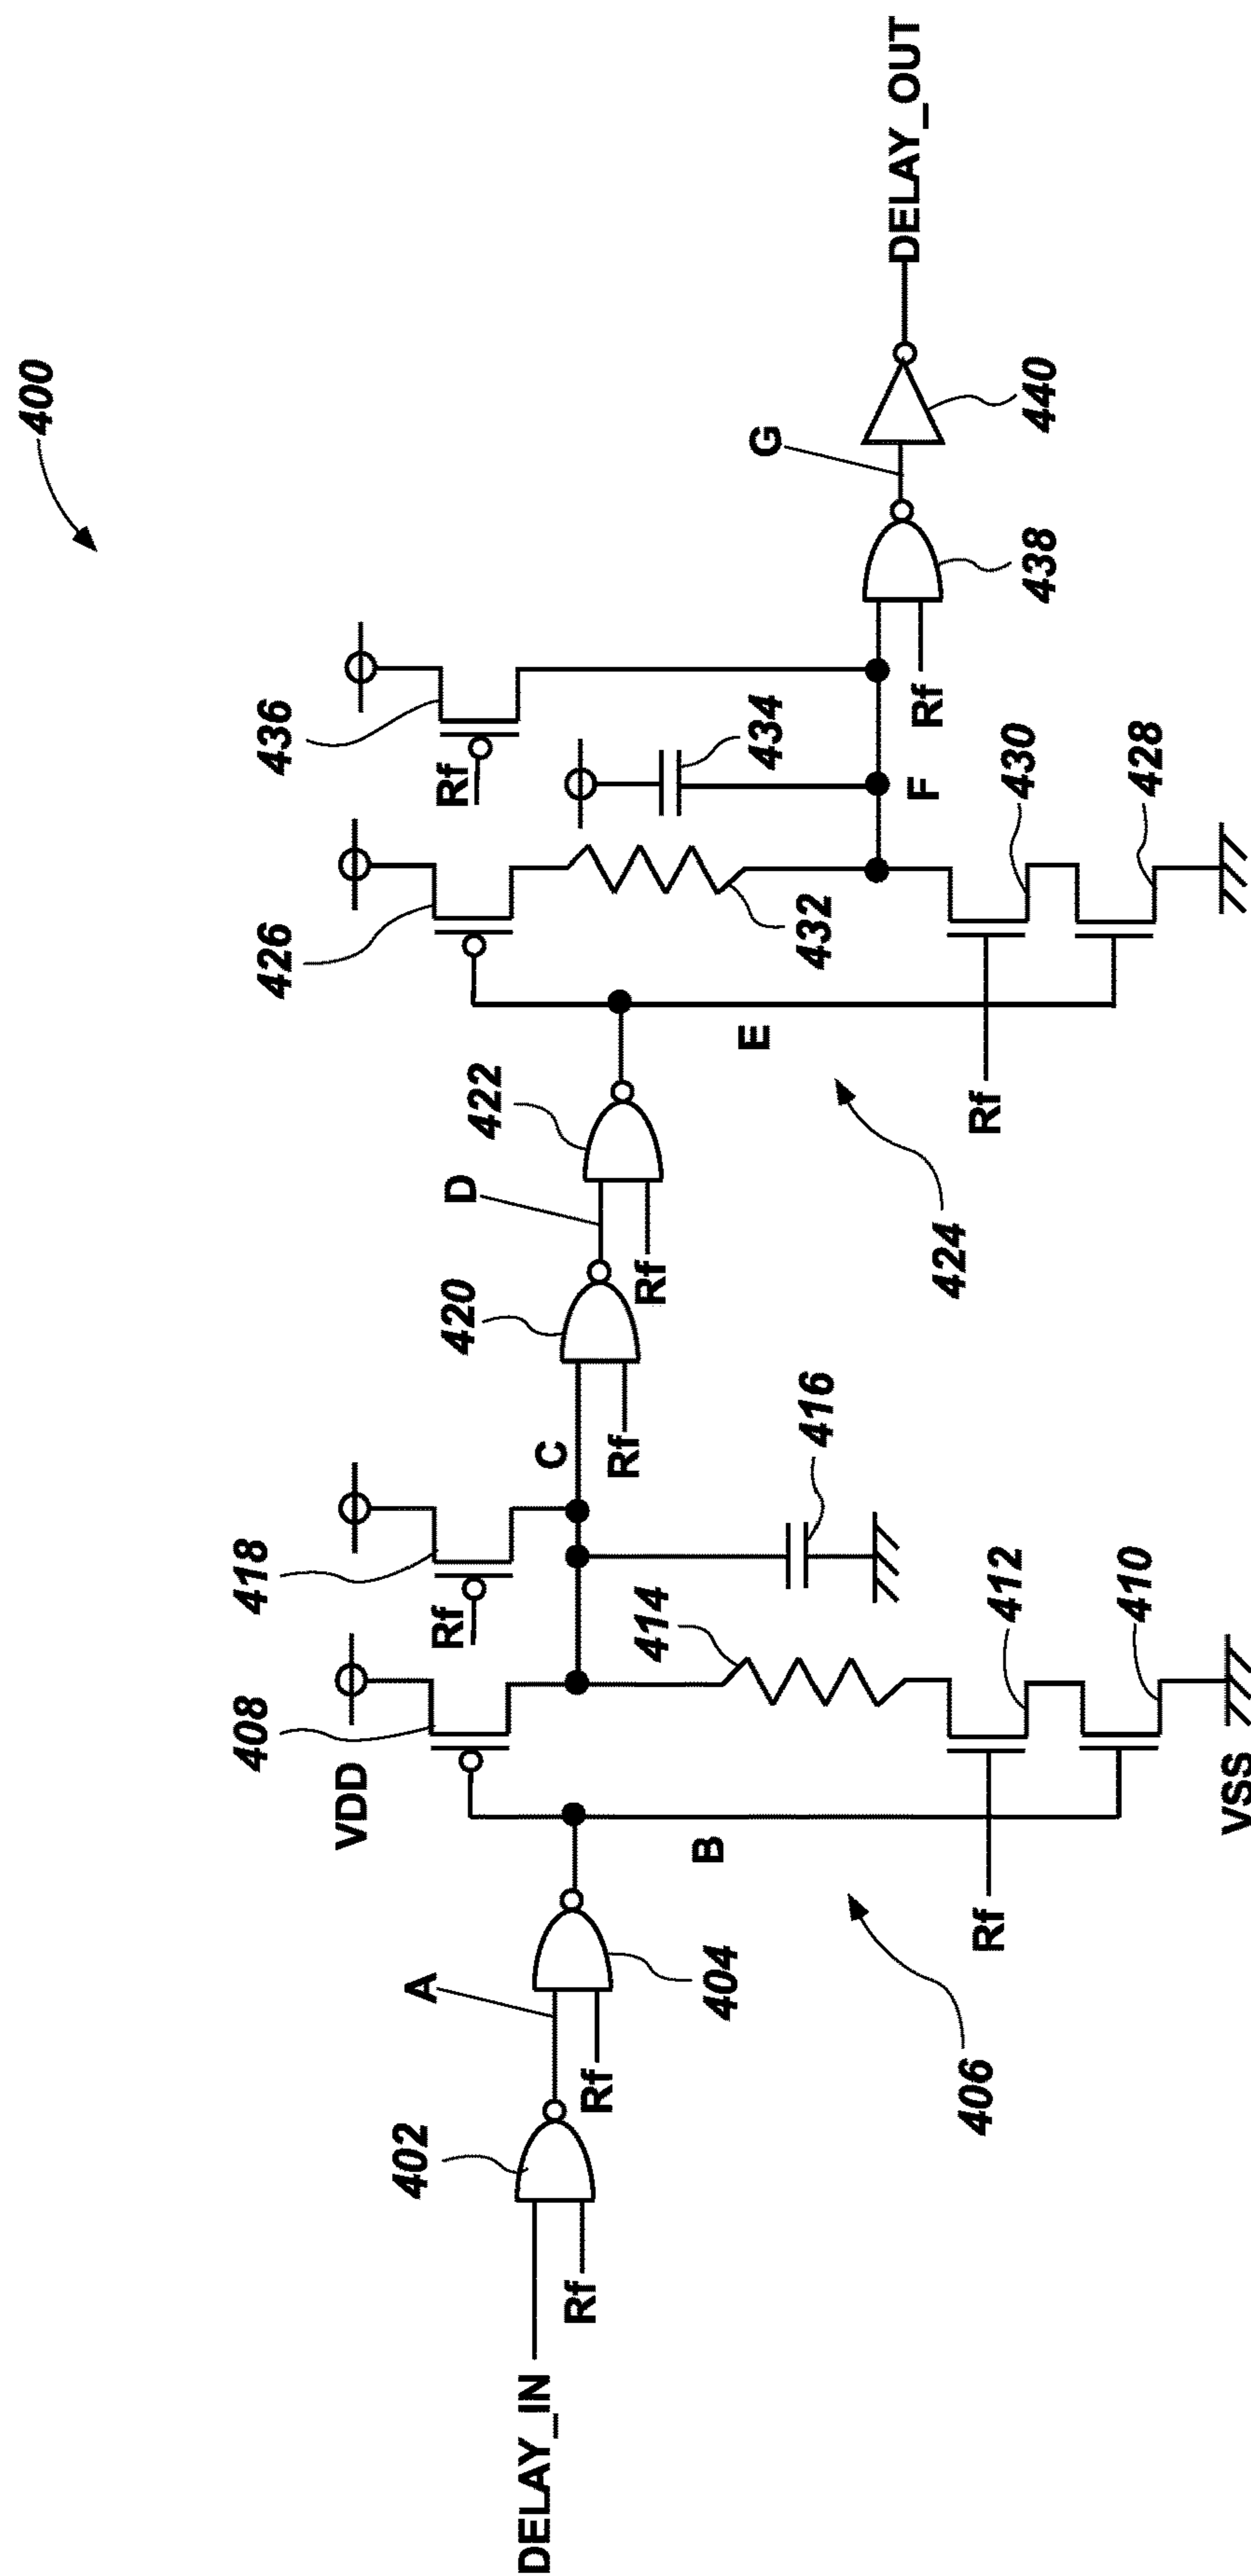 400
DELAY_IN
Rf
402
A
Rf
404
B
406
VDD
408
Rf
412
410
VSS
414
Rf
418
416
C
Rf
420
D
Rf
422
E
424
Rf
426
432
430
428
F
434
Rf
436
Rf
438
G
440
DELAY_OUT